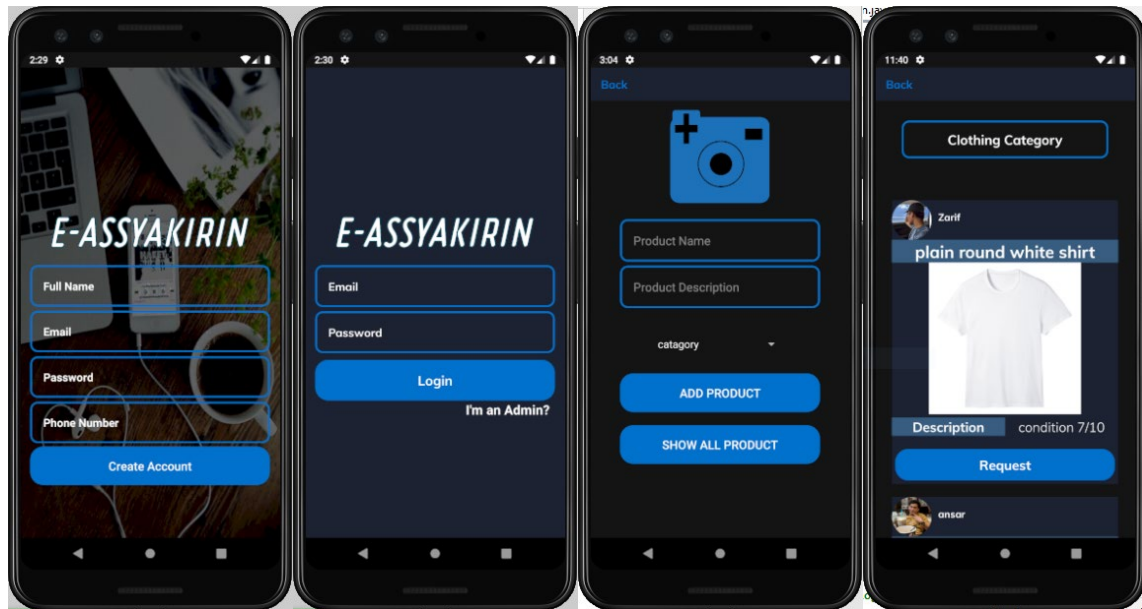 2:29
E-ASSYAKIRIN
Full Name
Email
Password
Phone Number
Create Account
2:30
E-ASSYAKIRIN
Email
Password
Login
I'm an Admin?
3:04
Back
Product Name
Product Description
catagory
ADD PRODUCT
SHOW ALL PRODUCT
11:40
Back
Clothing Category
Zarif
plain round white shirt
Description condition 7/10
Request
ansar